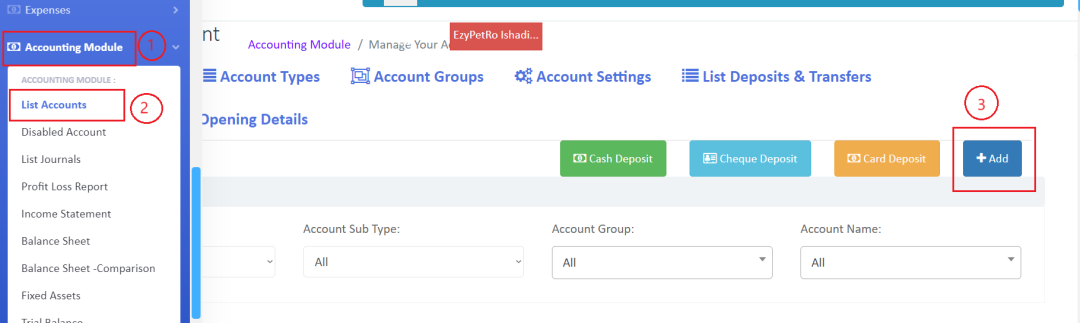 Expenses
nt
Accounting Module / Manage Your A
EzyPetRo Ishadi...
Accounting Module
1
ACCOUNTING MODULE :
List Accounts
2
Disabled Account
List Journals
Profit Loss Report
Income Statement
Balance Sheet
Balance Sheet -Comparison
Fixed Assets
Trial Balance
Account Types
Account Groups
Account Settings
List Deposits & Transfers
Opening Details
3
Cash Deposit
Cheque Deposit
Card Deposit
Add
Account Sub Type:
Account Group:
Account Name:
All
All
All